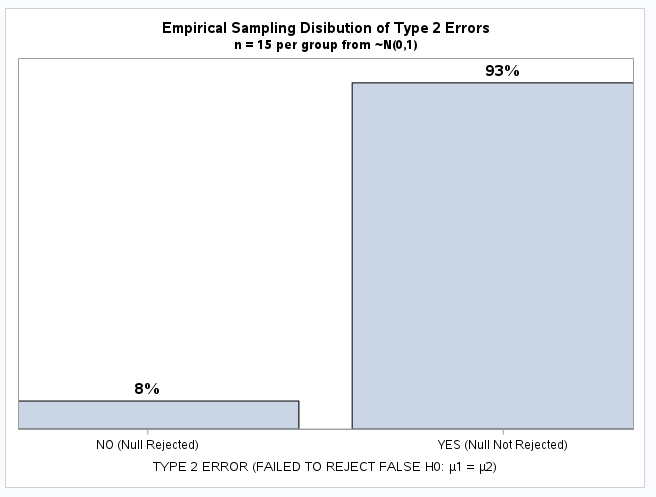 Empirical Sampling Disibution of Type 2 Errors
n = 15 per group from ~N(0,1)
93%
8%
NO (Null Rejected)
YES (Null Not Rejected)
TYPE 2 ERROR (FAILED TO REJECT FALSE H0: μ1 = μ2)